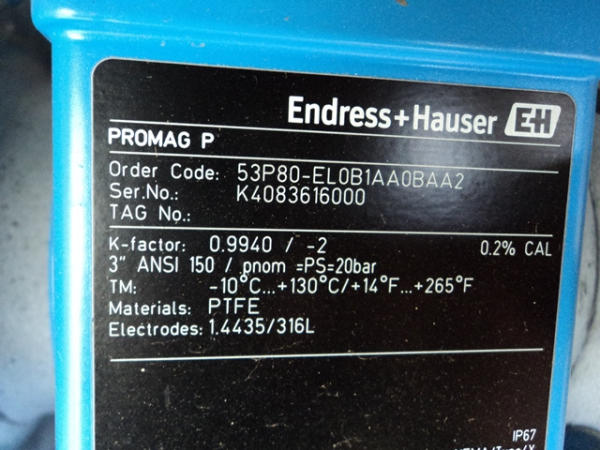 Endress+Hauser EH
PROMAG P
Order Code: 53P80-EL0B1AA0BAA2
Ser.No.: K4083616000
TAG No.:
K-factor: 0.9940 / -2 0.2% CAL
3" ANSI 150 / pnom =PS=20bar
TM: -10°C...+130°C/+14°F...+265°F
Materials: PTFE
Electrodes: 1.4435/316L
IP67